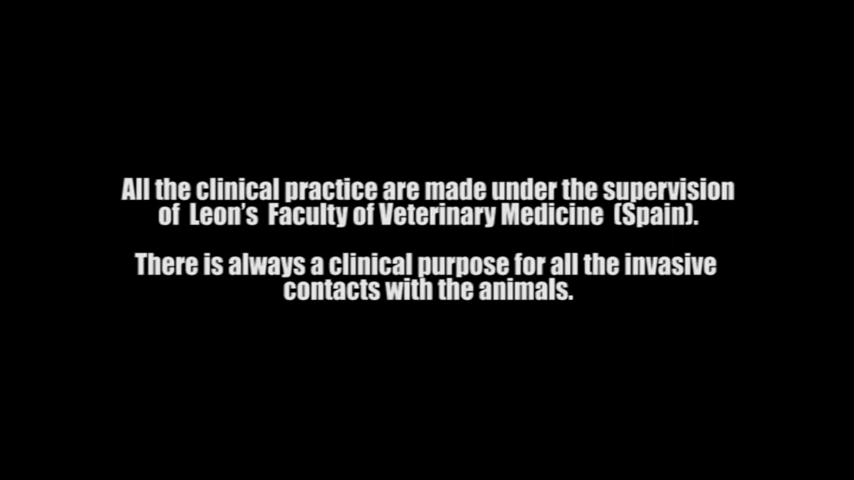 All the clinical practice are made under the supervision
of Leon's Faculty of Veterinary Medicine (Spain).
There is always a clinical purpose for all the invasive
contacts with the animals.